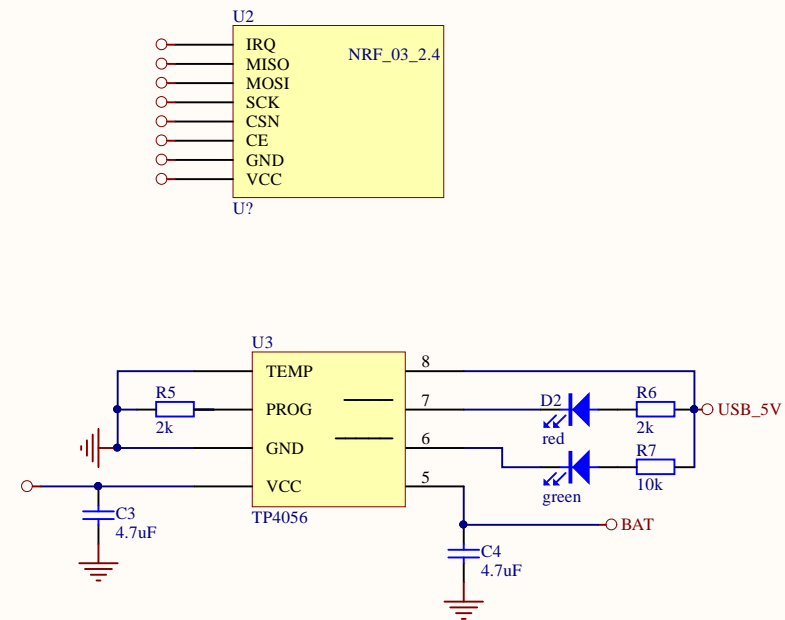 U2
IRQ
NRF_03_2.4
MISO
MOSI
SCK
CSN
CE
GND
VCC
U?
U3
TEMP
8
R5
PROG
7
D2
R6
USB_5V
2k
red
2k
GND
6
R7
VCC
5
green
10k
C3
TP4056
4.7uF
BAT
C4
4.7uF